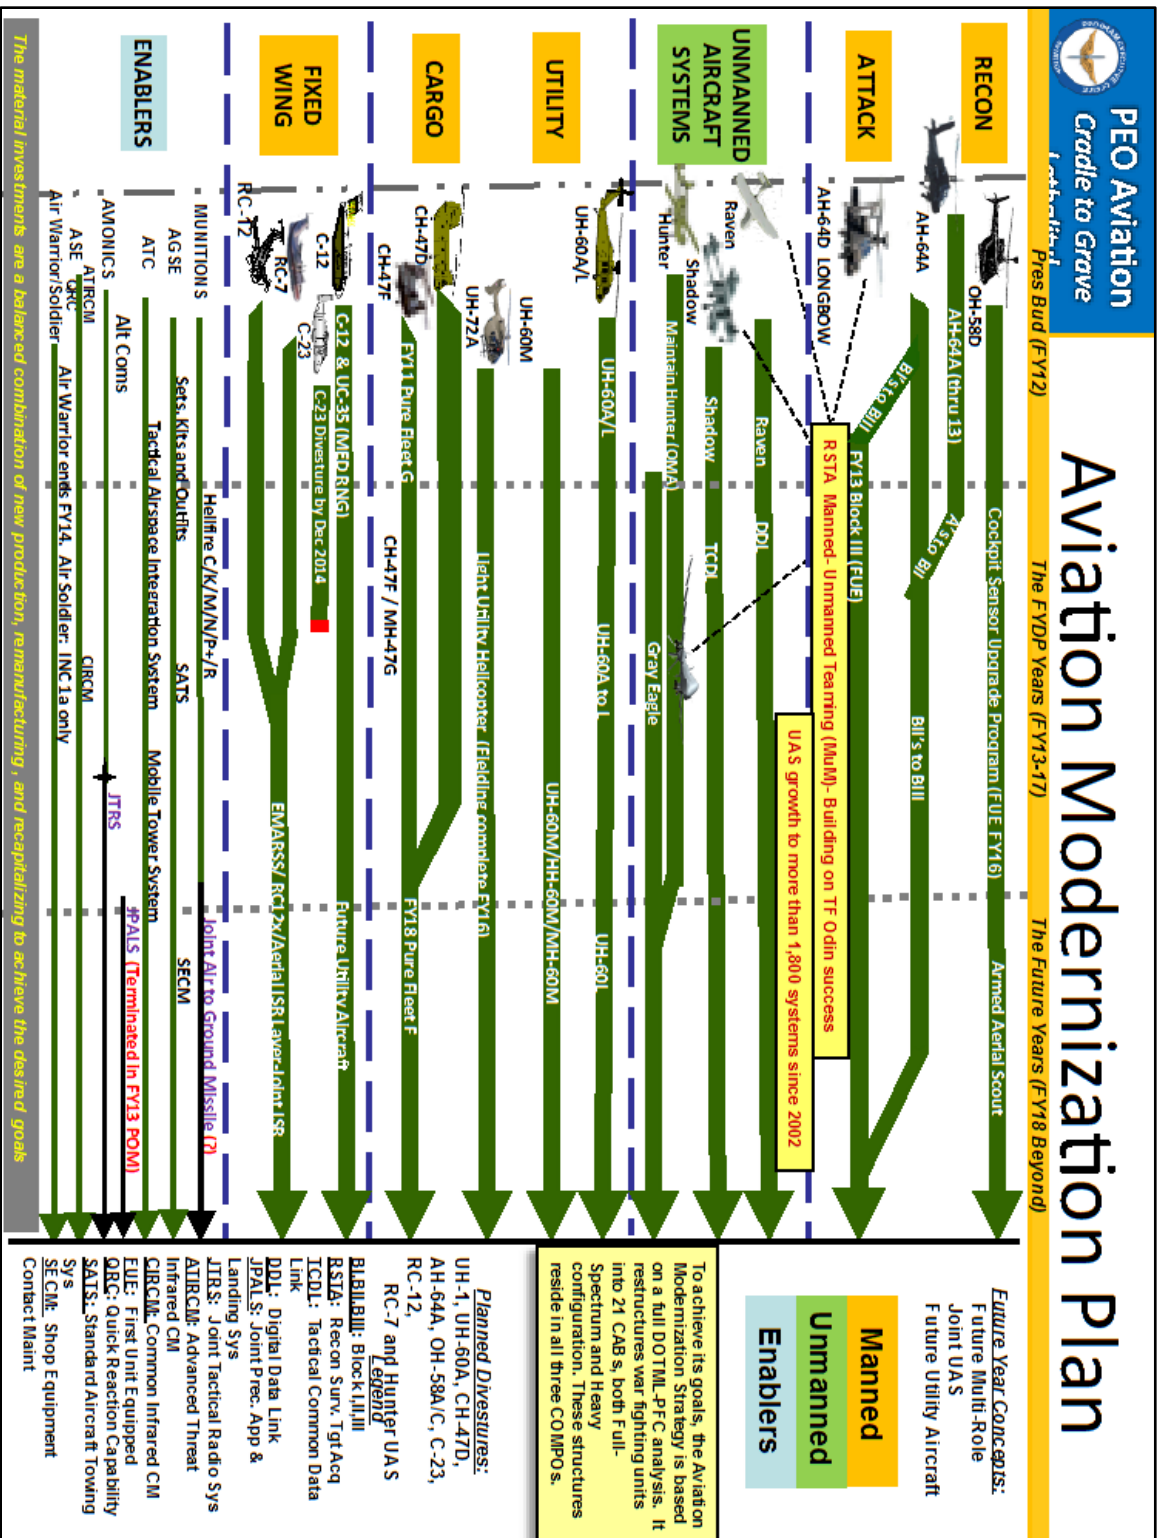 PEO Aviation
Cradle to Grave
Aviation Modernization Plan
Pres Bud (FY12)
The FYDP Years (FY13-17)
The Future Years (FY18 Beyond)
RECON
OH-58D
Cockpit Sensor Upgrade Program (FUE FY16)
Armed Aerial Scout
AH-64A (thru 13)
A's to BII
ATTACK
AH-64A
BI's to BIII
BII's to BIII
AH-64D LONGBOW
FY13 Block III (FUE)
RSTA Manned- Unmanned Teaming (MuM)- Building on TF Odin success
UAS growth to more than 1,800 systems since 2002
UNMANNED
AIRCRAFT
SYSTEMS
Raven
Raven
DDL
Shadow
Shadow
TCDL
Hunter
Maintain Hunter (OMA)
Gray Eagle
UTILITY
UH-60A/L
UH-60A/L
UH-60A to L
UH-60L
UH-60M
UH-60M/HH-60M/MH-60M
UH-72A
Light Utility Helicopter (Fielding complete FY16)
CARGO
CH-47D
CH-47F
FY11 Pure Fleet G
FY18 Pure Fleet F
CH-47F / MH-47G
FIXED
WING
C-12
C-12 & UC-35 (MED RNG)
Future Utility Aircraft
C-23
C-23 Divesture by Dec 2014
RC-7
RC-12
EMARSS/ RC12x/Aerial ISR Layer-Joint ISR
ENABLERS
MUNITIONS
Hellfire C/K/M/N/P+/R
Joint Air to Ground Missile (?)
AGSE
Sets, Kits and Outfits
SATS
SECM
ATC
Tactical Airspace Integration System
Mobile Tower System
JPALS (Terminated in FY13 POM)
AVIONICS
Alt Coms
JTRS
ASE
ATIRCM
QRC
CIRCM
Air Warrior/Soldier
Air Warrior ends FY14. Air Soldier: INC 1a only
The material investments are a balanced combination of new production, remanufacturing, and recapitalizing to achieve the desired goals
Future Year Concepts:
Future Multi-Role
Joint UAS
Future Utility Aircraft
Manned
Unmanned
Enablers
To achieve its goals, the Aviation
Modernization Strategy is based
on a full DOTML-PFC analysis. It
restructures war fighting units
into 21 CABs, both Full-
Spectrum and Heavy
configuration. These structures
reside in all three COMPOs.
Planned Divestures:
UH-1, UH-60A, CH-47D,
AH-64A, OH-58A/C, C-23,
RC-12,
RC-7 and Hunter UAS
Legend
BI,BII,BIII: Block I,II,III
RSTA: Recon Surv. Tgt Acq
TCDL: Tactical Common Data
Link
DDL: Digital Data Link
JPALS: Joint Prec. App &
Landing Sys
JTRS: Joint Tactical Radio Sys
ATIRCM: Advanced Threat
Infrared CM
CIRCM: Common Infrared CM
FUE: First Unit Equipped
QRC: Quick Reaction Capability
SATS: Standard Aircraft Towing
Sys
SECM: Shop Equipment
Contact Maint